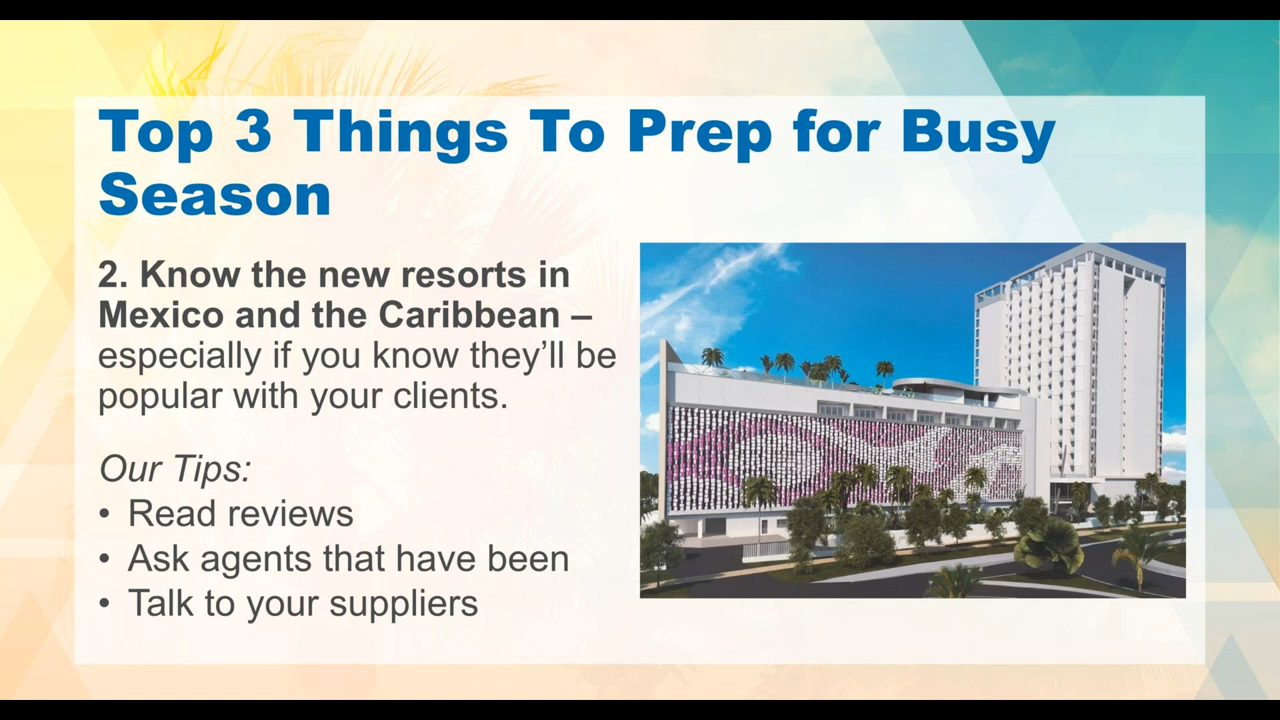 Top 3 Things To Prep for Busy
Season
2. Know the new resorts in
Mexico and the Caribbean –
especially if you know they’ll be
popular with your clients.
Our Tips:
• Read reviews
• Ask agents that have been
• Talk to your suppliers